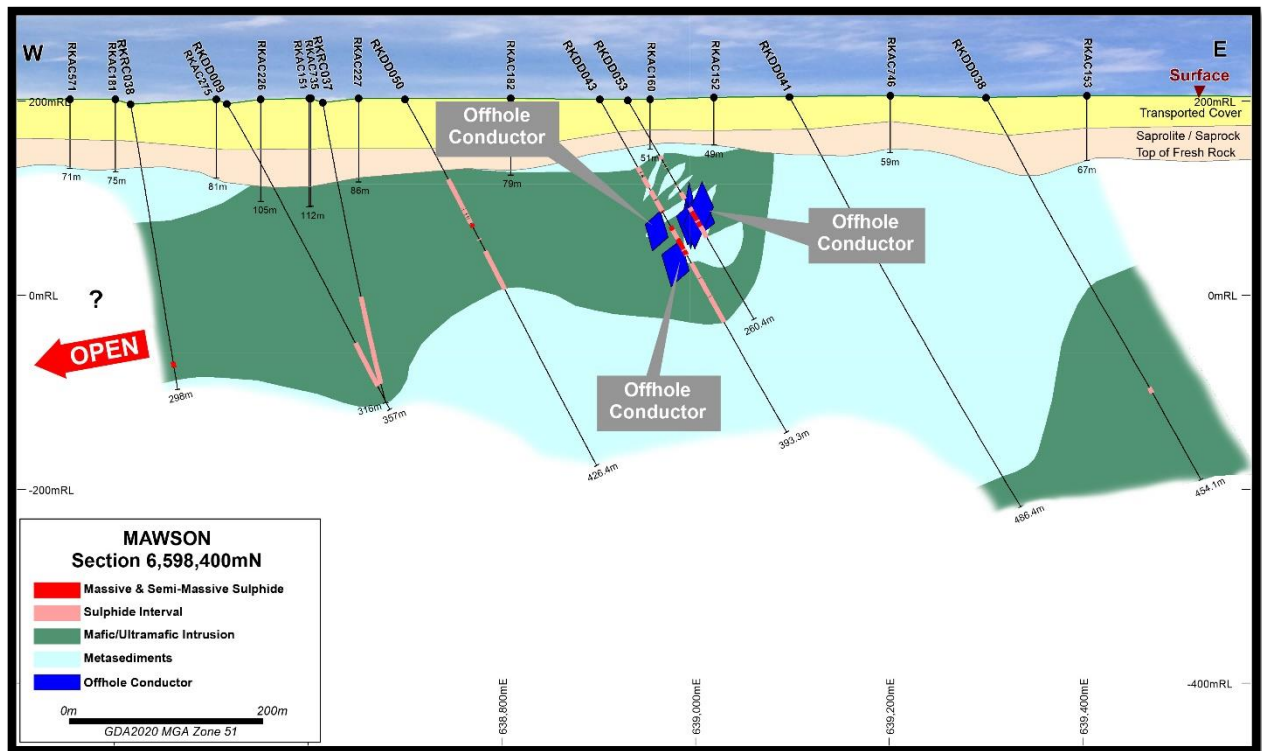 W
E
RKAC571
RKAC181
RKRC038
RKAC575
RKDD009
RKAC226
RKAC151
RKAC735
RKRC037
RKAC227
RKDD050
RKAC182
RKDD043
RKDD053
RKAC160
RKAC152
RKDD041
RKAC746
RKDD038
RKAC153
Surface
200mRL
200mRL
Transported Cover
Saprolite / Saprock
Top of Fresh Rock
Offhole
Conductor
71m
75m
81m
105m
112m
86m
79m
51m
49m
59m
67m
Offhole
Conductor
0mRL
0mRL
?
OPEN
260.4m
298m
316m
357m
Offhole
Conductor
393.3m
426.4m
454.1m
486.4m
-200mRL
-200mRL
MAWSON
Section 6,598,400mN
Massive & Semi-Massive Sulphide
Sulphide Interval
Mafic/Ultramafic Intrusion
Metasediments
Offhole Conductor
0m
200m
GDA2020 MGA Zone 51
638,800mE
639,000mE
639,200mE
639,400mE
-400mRL